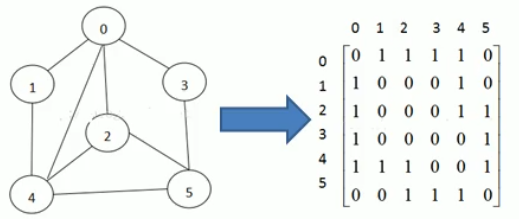 0
1
3
2
4
5
0 1 2 3 4 5
0 0 1 1 1 1 0
1 1 0 0 0 1 0
2 1 0 0 0 1 1
3 1 0 0 0 0 1
4 1 1 1 0 0 1
5 0 0 1 1 1 0